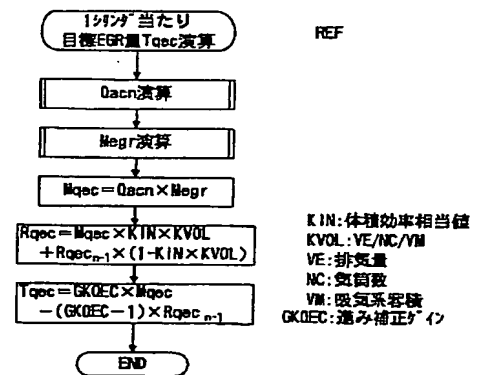 1シリンダ当たり
目標EGR量Tqec演算
REF
Qacn演算
Megr演算
Mqec=Qacn×Megr
Rqec=Mqec×KIN×KVOL
+Rqec n-1×(1-KIN×KVOL)
Tqec=GKQEC×Mqec
-(GKQEC-1)×Rqec n-1
END
KIN:体積効率相当値
KVOL:VE/NC/VM
VE:排気量
NC:気筒数
VM:吸気系容積
GKQEC:進み補正ゲイン